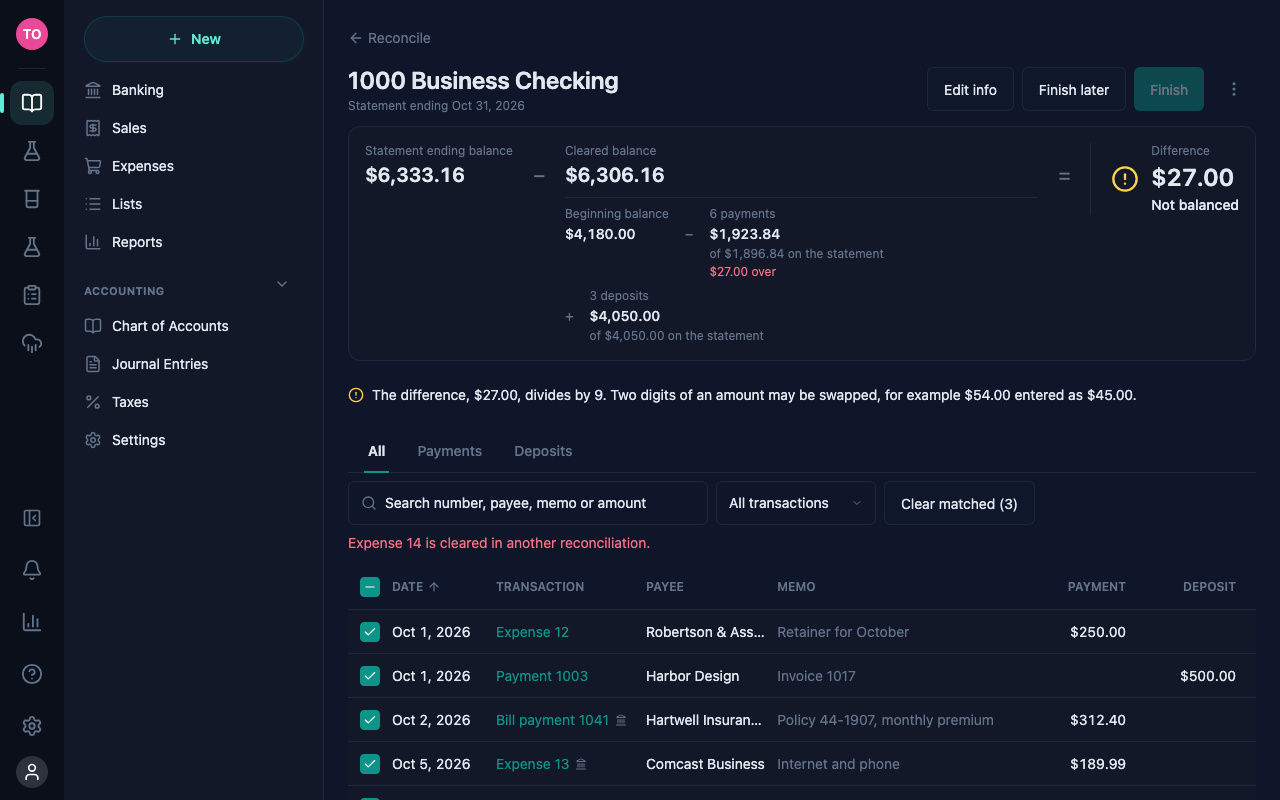 TO
New
Banking
Sales
Expenses
Lists
Reports
ACCOUNTING
Chart of Accounts
Journal Entries
Taxes
Settings
Reconcile
1000 Business Checking
Statement ending Oct 31, 2026
Edit info
Finish later
Finish
Statement ending balance
$6,333.16
–
Cleared balance
$6,306.16
=
Difference
$27.00
Not balanced
Beginning balance
$4,180.00
–
6 payments
$1,923.84
of $1,896.84 on the statement
$27.00 over
+
3 deposits
$4,050.00
of $4,050.00 on the statement
The difference, $27.00, divides by 9. Two digits of an amount may be swapped, for example $54.00 entered as $45.00.
All Payments Deposits
Search number, payee, memo or amount
All transactions
Clear matched (3)
Expense 14 is cleared in another reconciliation.
DATE TRANSACTION PAYEE MEMO PAYMENT DEPOSIT
Oct 1, 2026 Expense 12 Robertson & Ass... Retainer for October $250.00
Oct 1, 2026 Payment 1003 Harbor Design Invoice 1017 $500.00
Oct 2, 2026 Bill payment 1041 Hartwell Insuran... Policy 44-1907, monthly premium $312.40
Oct 5, 2026 Expense 13 Comcast Business Internet and phone $189.99